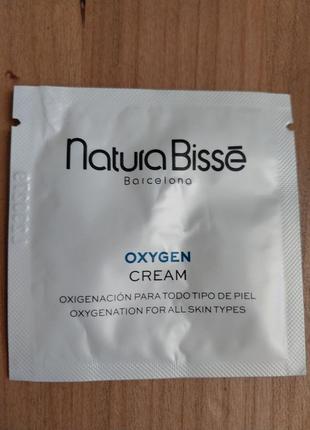 Natura Bissé
Barcelona
OXYGEN
CREAM
OXIGENACIÓN PARA TODO TIPO DE PIEL
OXYGENATION FOR ALL SKIN TYPES